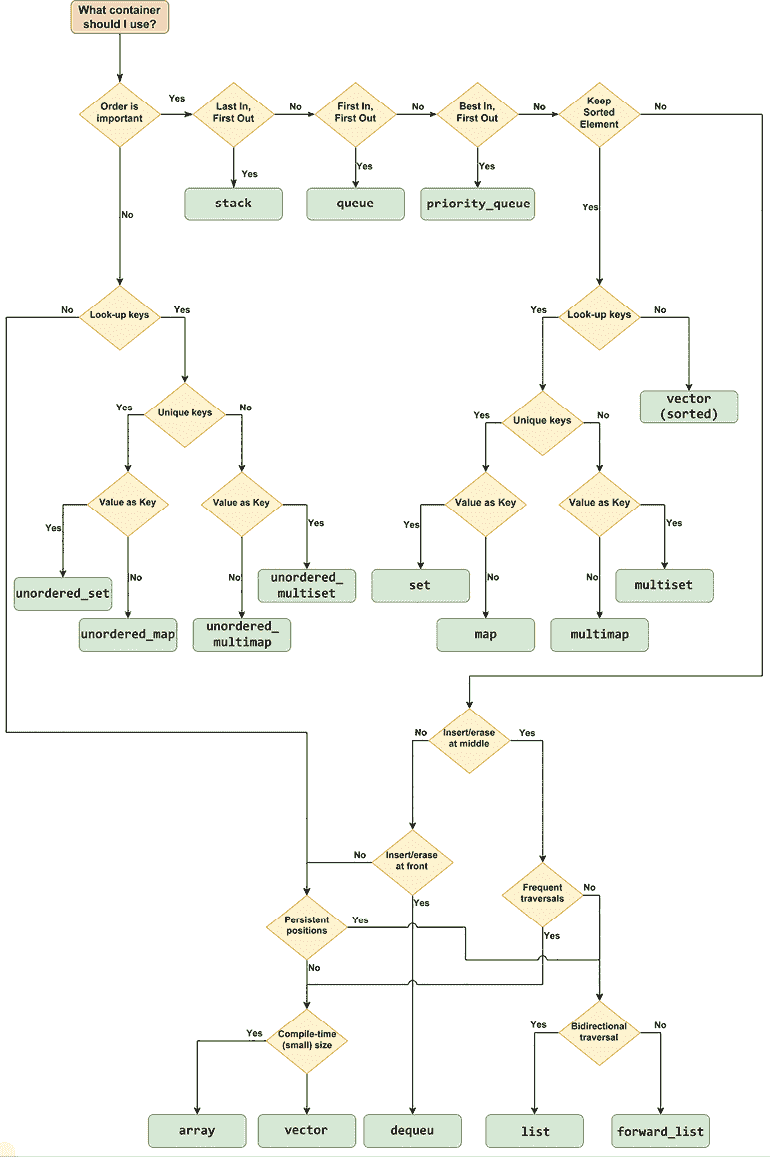 What container
should I use?
Order is
important
Yes
Last In,
First Out
No
First In,
First Out
No
Best In,
First Out
No
Keep
Sorted
Element
No
Yes
Yes
Yes
stack
queue
priority_queue
No
Yes
No
Look-up keys
Yes
Yes
Look-up keys
No
vector
(sorted)
Yes
Unique keys
No
Yes
Unique keys
No
Value as Key
Value as Key
Value as Key
Value as Key
Yes
No
No
Yes
Yes
No
No
Yes
unordered_set
unordered_map
unordered_
multimap
unordered_
multiset
set
map
multimap
multiset
No
Insert/erase
at middle
Yes
No
Insert/erase
at front
Yes
Frequent
traversals
No
Yes
Persistent
positions
Yes
No
Yes
Compile-time
(small) size
Yes
Bidirectional
traversal
No
array
vector
dequeu
list
forward_list